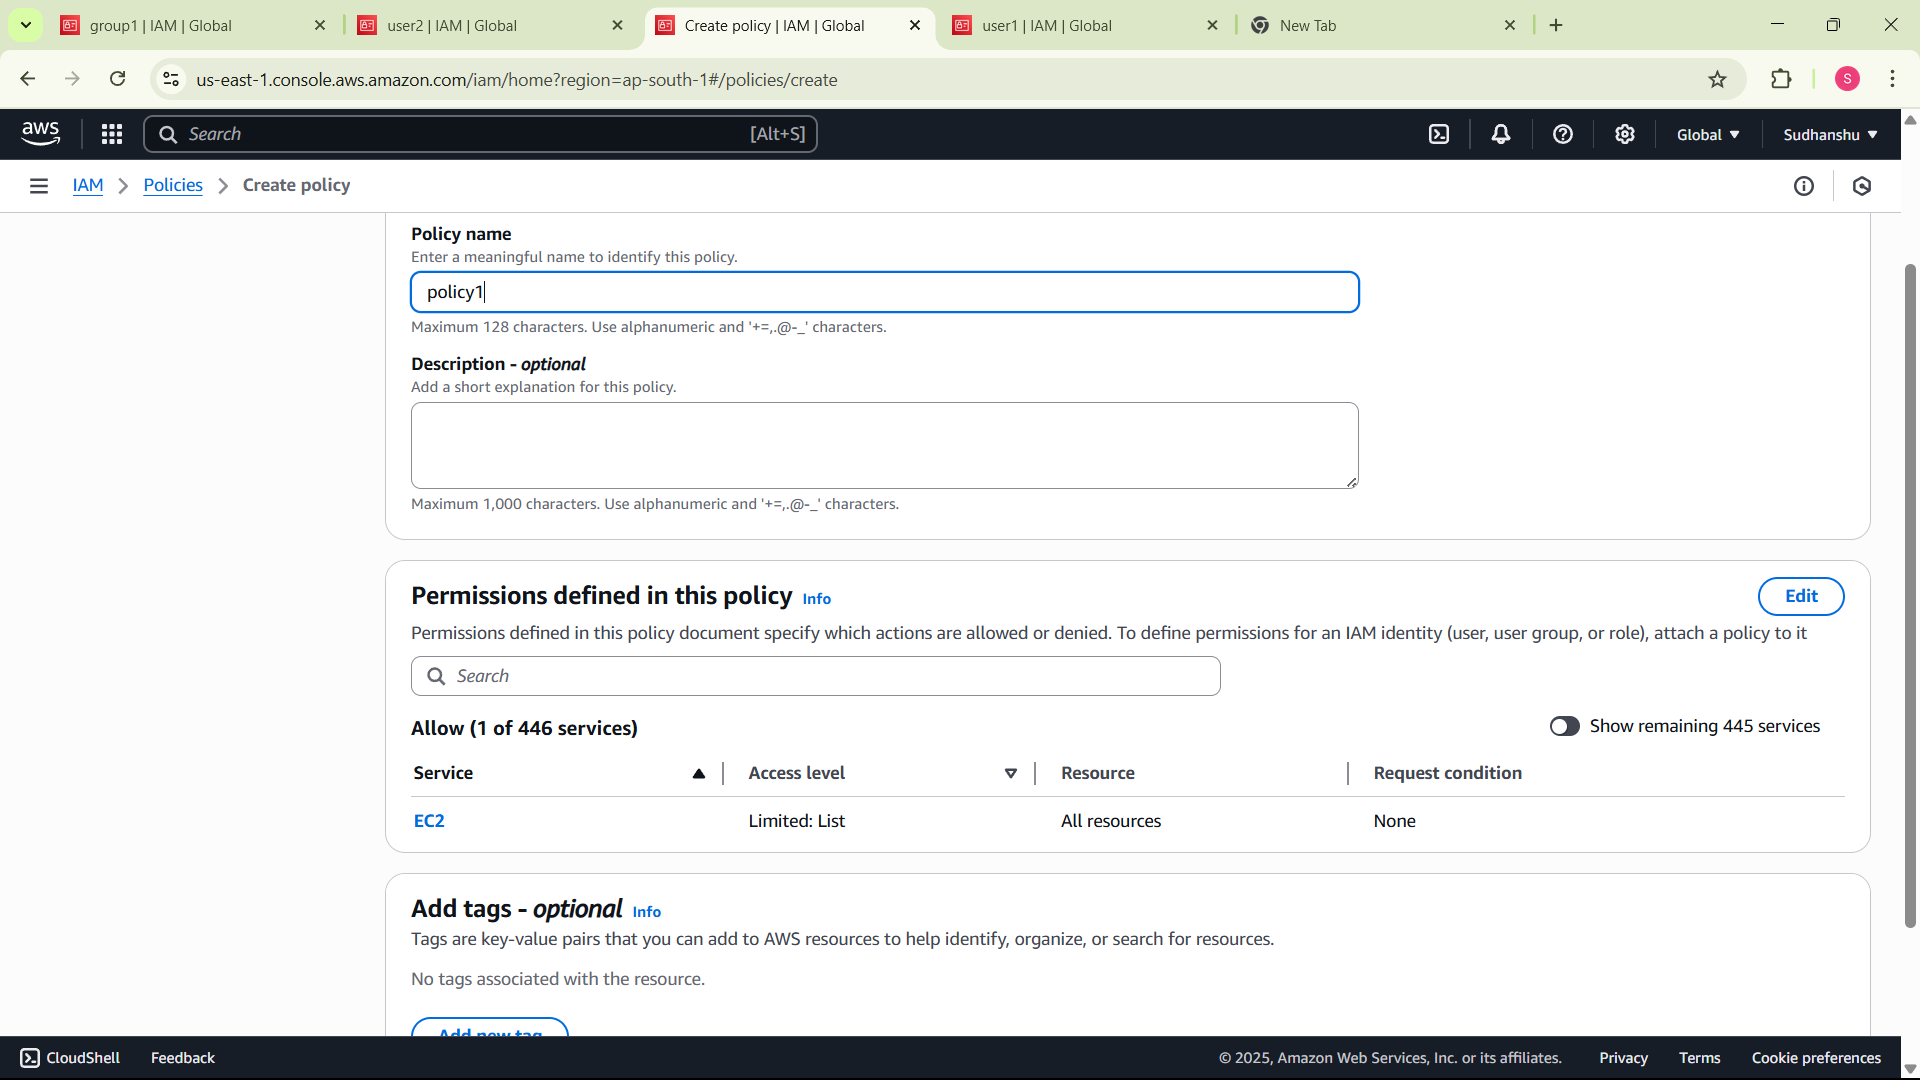 group1 | IAM | Global
user2 | IAM | Global
Create policy | IAM | Global
user1 | IAM | Global
New Tab
us-east-1.console.aws.amazon.com/iam/home?region=ap-south-1#/policies/create
S
aws
Search
[Alt+S]
Global
Sudhanshu
IAM
Policies
Create policy
Policy name
Enter a meaningful name to identify this policy.
policy1
Maximum 128 characters. Use alphanumeric and '+=,.@-_' characters.
Description - optional
Add a short explanation for this policy.
Maximum 1,000 characters. Use alphanumeric and '+=,.@-_' characters.
Permissions defined in this policy Info
Edit
Permissions defined in this policy document specify which actions are allowed or denied. To define permissions for an IAM identity (user, user group, or role), attach a policy to it
Search
Allow (1 of 446 services)
Show remaining 445 services
Service
Access level
Resource
Request condition
EC2
Limited: List
All resources
None
Add tags - optional Info
Tags are key-value pairs that you can add to AWS resources to help identify, organize, or search for resources.
No tags associated with the resource.
Add new tag
CloudShell
Feedback
© 2025, Amazon Web Services, Inc. or its affiliates.
Privacy
Terms
Cookie preferences